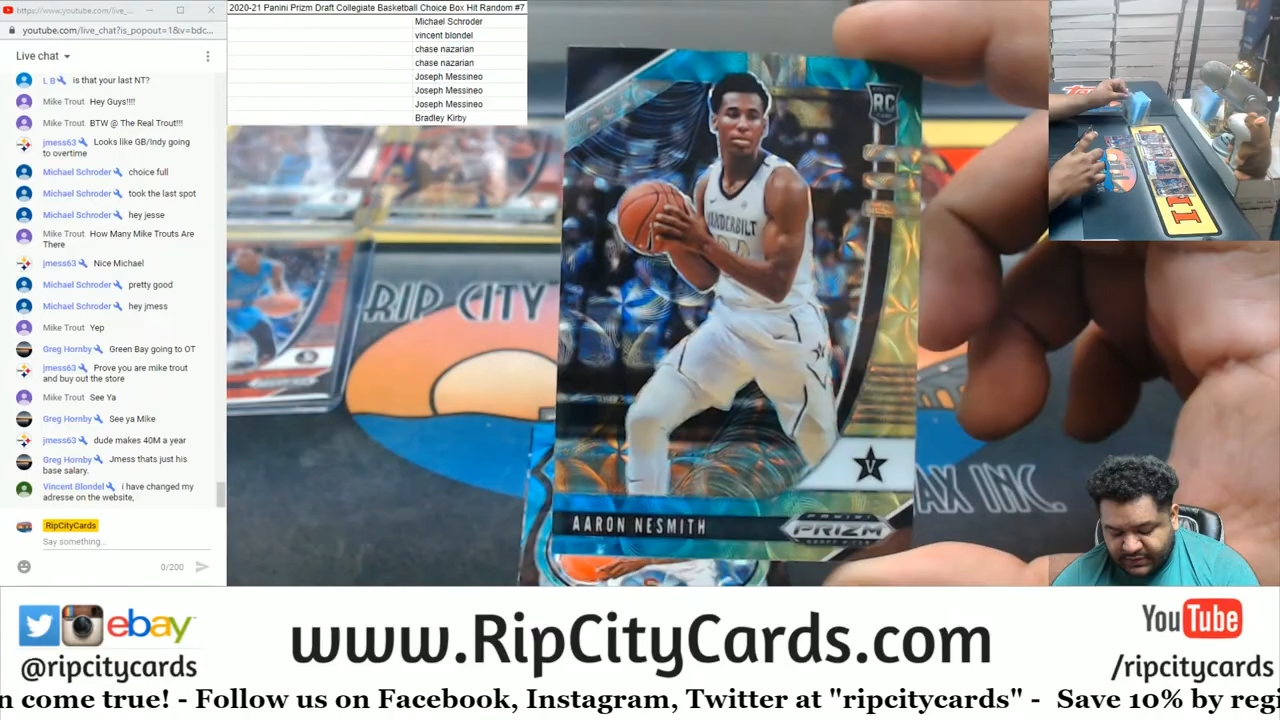 https://www.youtube.com/live_...
youtube.com/live_chat?is_popout=1&v=bdc...
Live chat
L B is that your last NT?
Mike Trout Hey Guys!!!!
Mike Trout BTW @ The Real Trout!!!
jmess63 Looks like GB/Indy going
to overtime
Michael Schroder choice full
Michael Schroder took the last spot
Michael Schroder hey jesse
Mike Trout How Many Mike Trouts Are
There
jmess63 Nice Michael
Michael Schroder pretty good
Michael Schroder hey jmess
Mike Trout Yep
Greg Hornby Green Bay going to OT
jmess63 Prove you are mike trout
and buy out the store
Mike Trout See Ya
Greg Hornby See ya Mike
jmess63 dude makes 40M a year
Greg Hornby Jmess thats just his
base salary.
Vincent Blondel i have changed my
adresse on the website,
RipCityCards
Say something...
0/200
2020-21 Panini Prizm Draft Collegiate Basketball Choice Box Hit Random #7
Michael Schroder
vincent blondel
chase nazarian
chase nazarian
Joseph Messineo
Joseph Messineo
Joseph Messineo
Bradley Kirby
RC
VANDERBILT
V
AARON NESMITH
PANINI
PRIZM
DRAFT PICKS
RIP CITY
AX INC.
ebay
@ripcitycards
www.RipCityCards.com
YouTube
/ripcitycards
n come true! - Follow us on Facebook, Instagram, Twitter at "ripcitycards" - Save 10% by regi